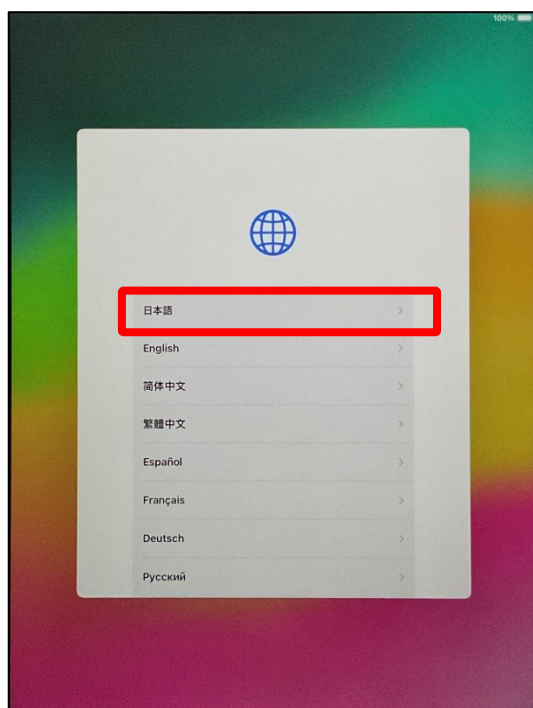 100%
日本語
English
简体中文
繁體中文
Español
Français
Deutsch
Русский